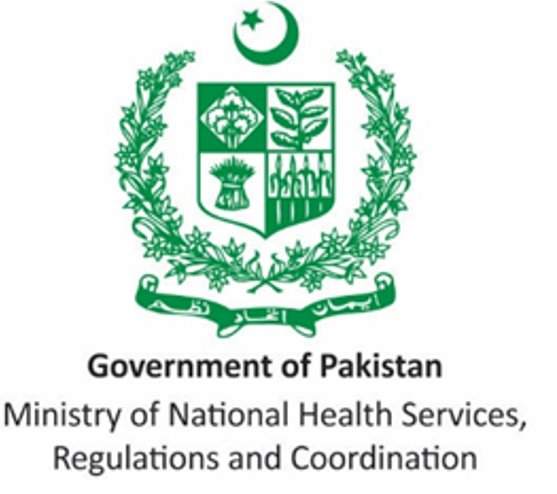 ایمان اتحاد نظم
Government of Pakistan
Ministry of National Health Services,
Regulations and Coordination